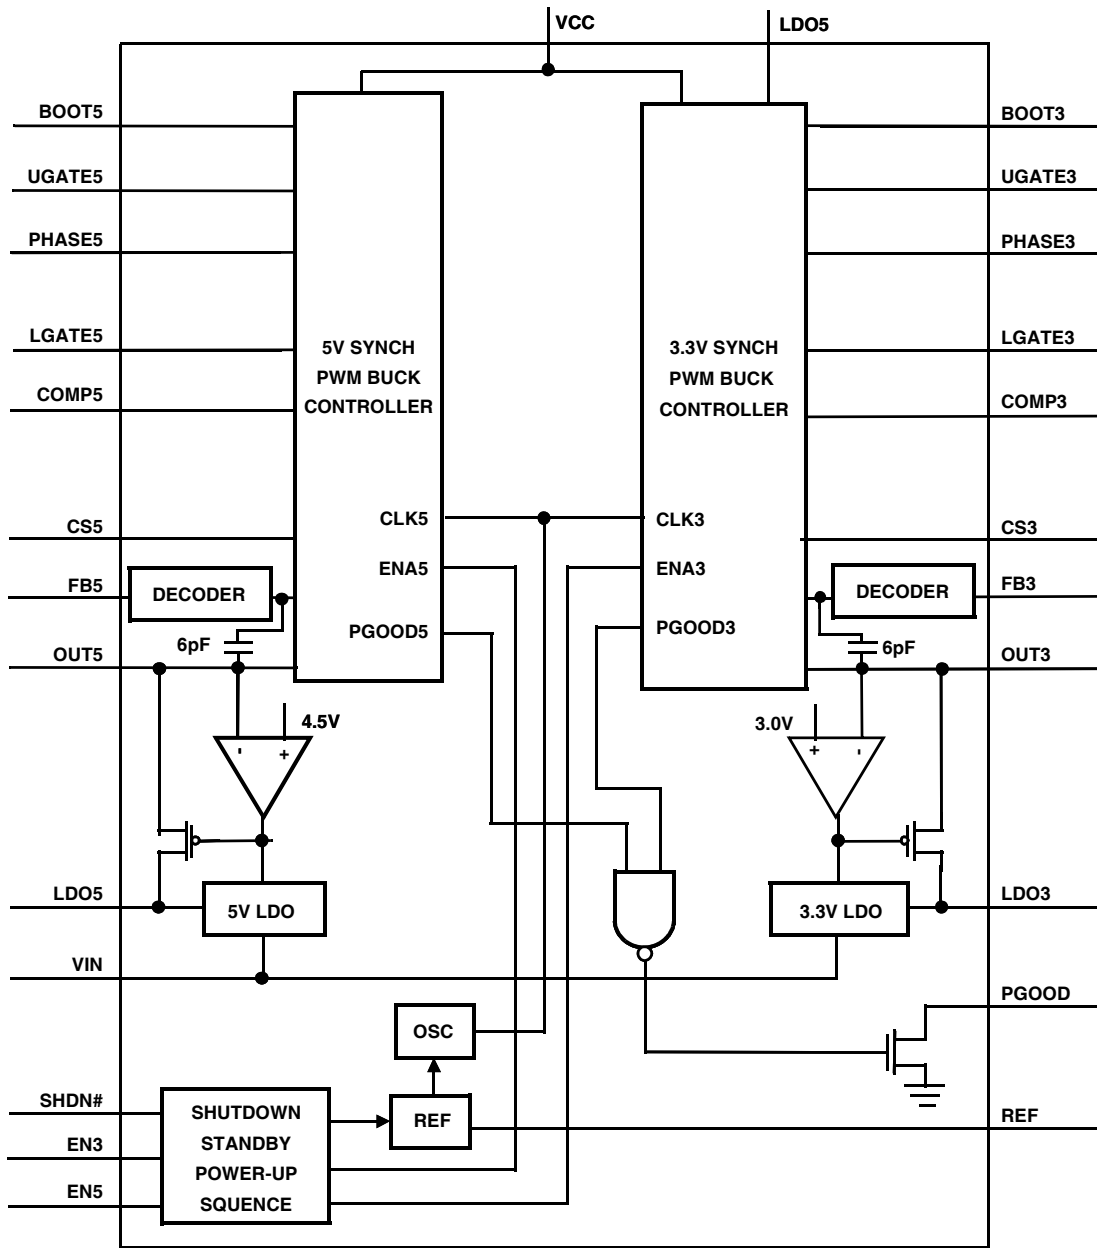 VCC
LDO5
BOOT5
BOOT3
UGATE5
UGATE3
PHASE5
PHASE3
LGATE5
LGATE3
5V SYNCH
PWM BUCK
CONTROLLER
3.3V SYNCH
PWM BUCK
CONTROLLER
COMP5
COMP3
CLK5
CLK3
CS5
CS3
ENA5
ENA3
FB5
DECODER
DECODER
FB3
PGOOD5
PGOOD3
6pF
6pF
OUT5
OUT3
4.5V
3.0V
- +
+ -
LDO5
5V LDO
3.3V LDO
LDO3
VIN
PGOOD
OSC
SHDN#
SHUTDOWN
STANDBY
POWER-UP
SQUENCE
REF
REF
EN3
EN5